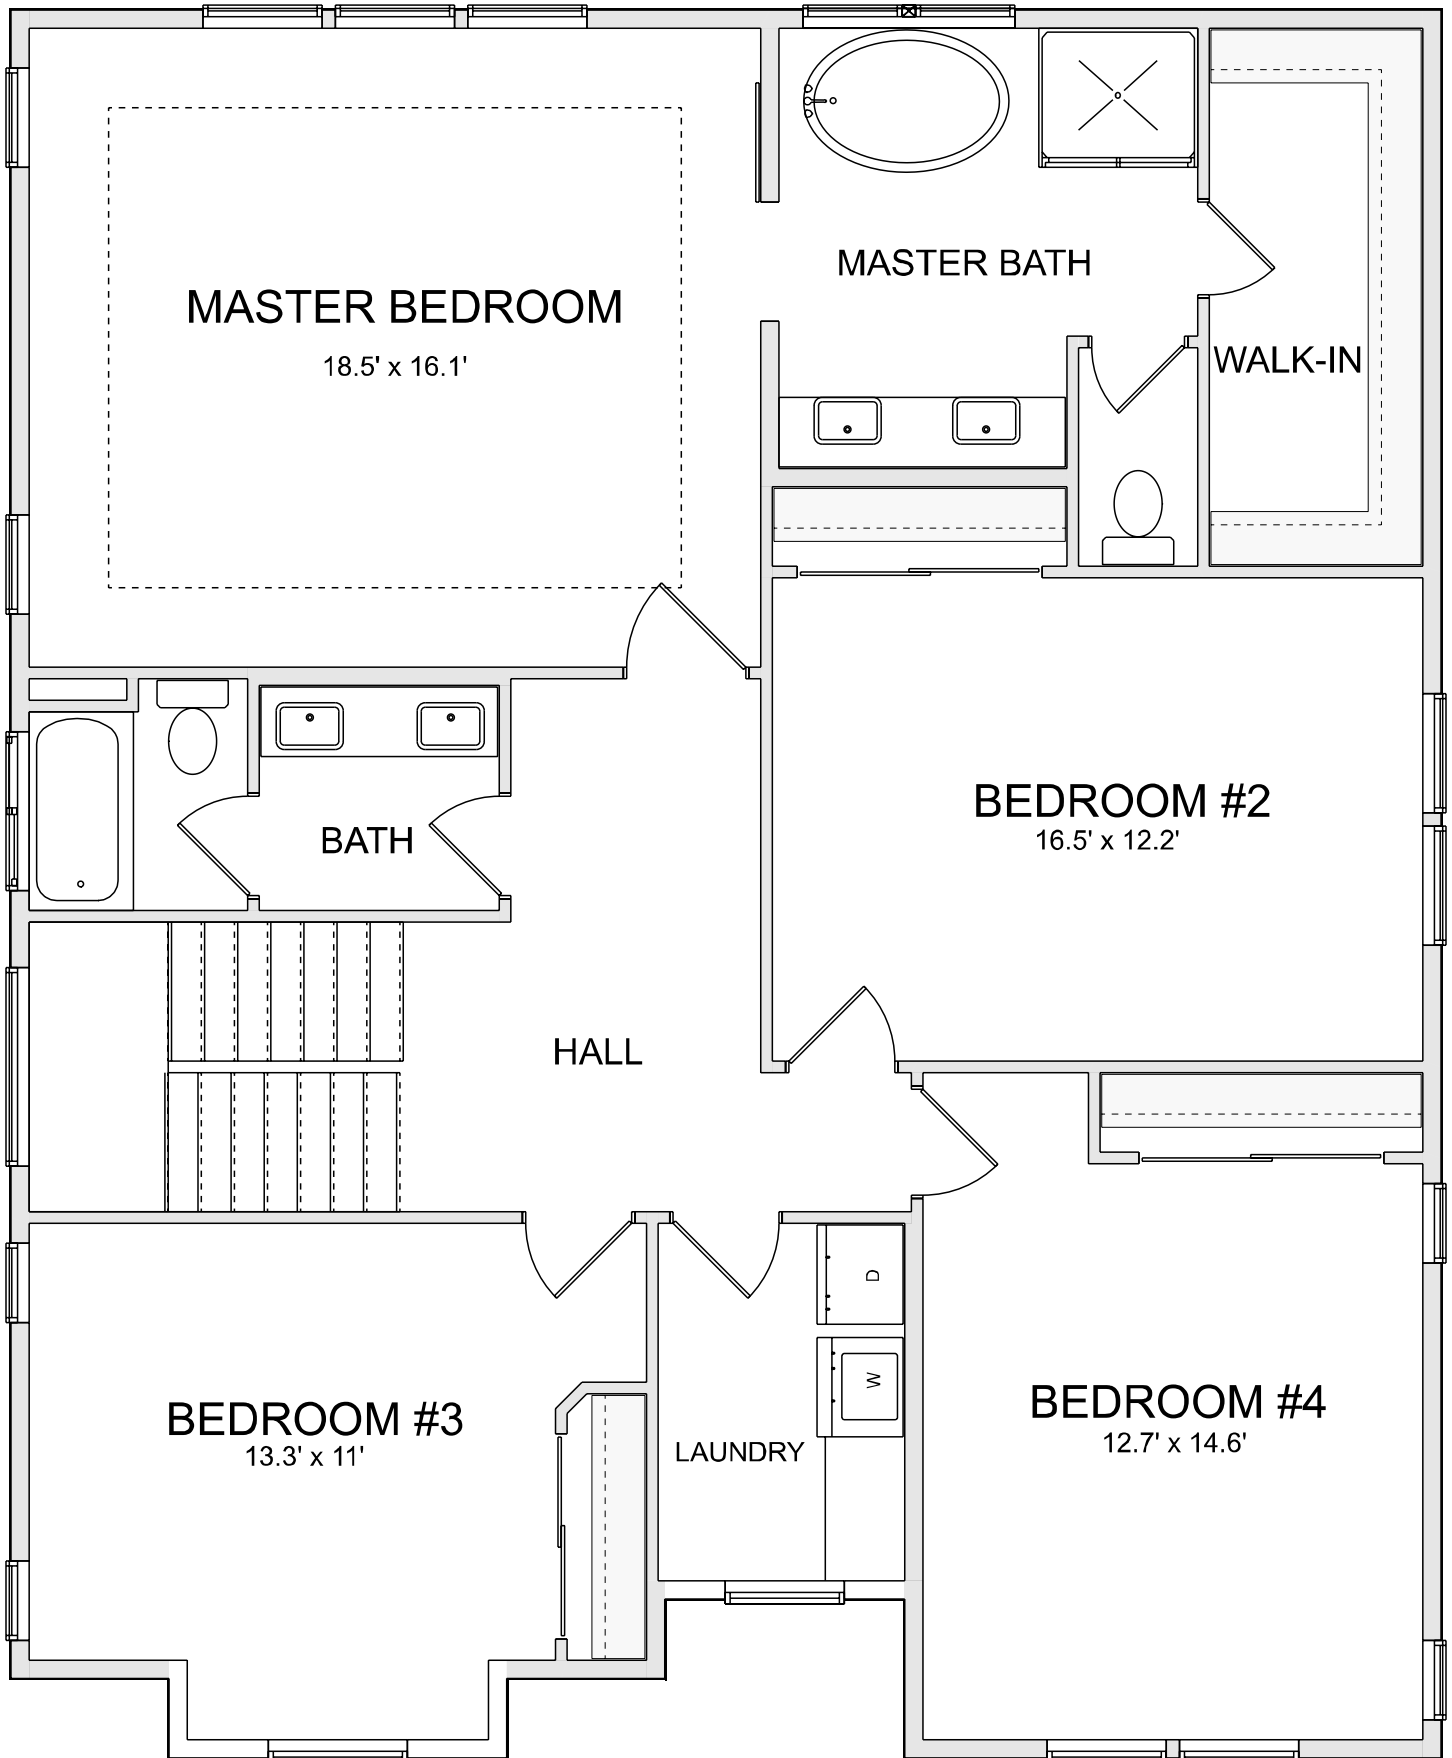 MASTER BATH
MASTER BEDROOM
18.5' x 16.1'
WALK-IN
BEDROOM #2
16.5' x 12.2'
BATH
HALL
D
W
BEDROOM #3
13.3' x 11'
LAUNDRY
BEDROOM #4
12.7' x 14.6'